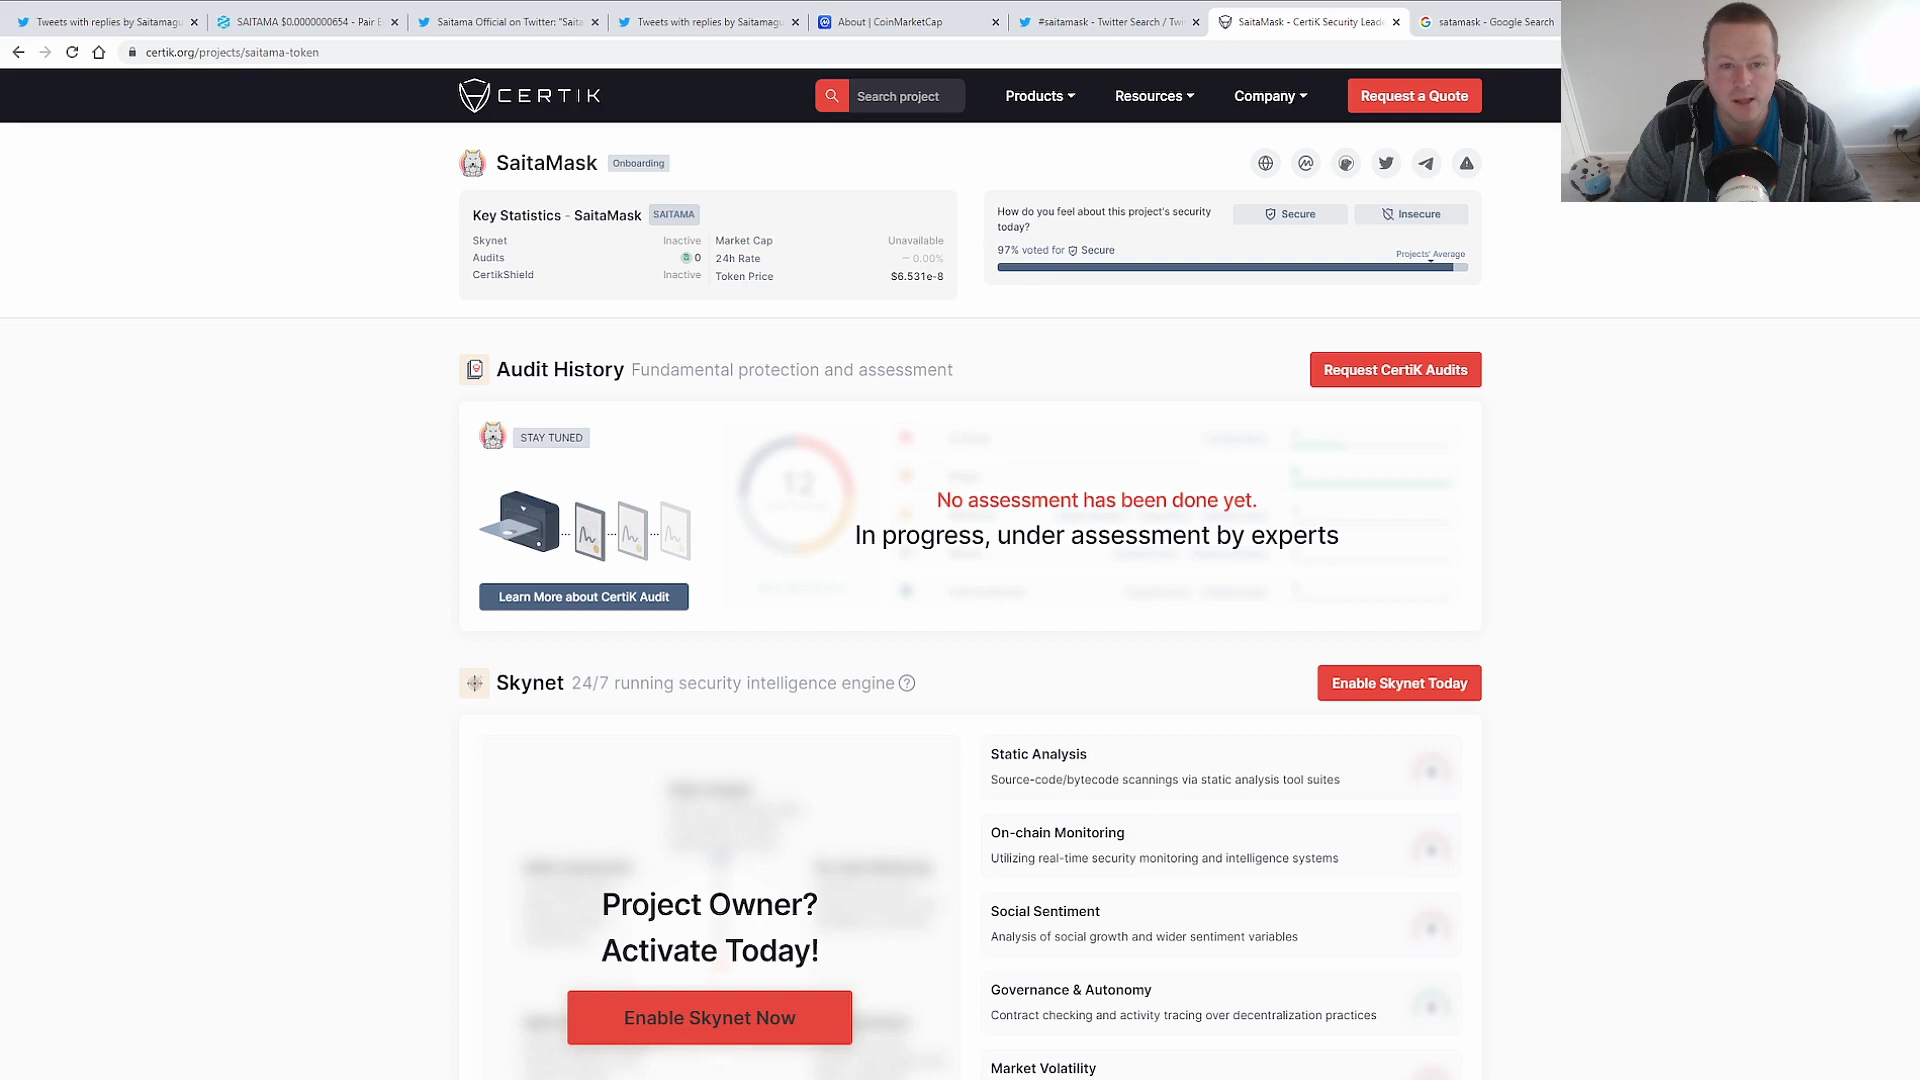 Tweets with replies by Saitamagu
SAITAMA $0.0000000654 - Pair E
Saitama Official on Twitter: "Saita
Tweets with replies by Saitamagu
About | CoinMarketCap
#saitamask - Twitter Search / Twi
SaitaMask - CertiK Security Leade
satamask - Google Search
certik.org/projects/saitama-token
CERTIK
Search project
Products
Resources
Company
Request a Quote
SaitaMask
Onboarding
Key Statistics - SaitaMask
SAITAMA
Skynet
Inactive
Market Cap
Unavailable
Audits
0
24h Rate
– 0.00%
CertikShield
Inactive
Token Price
$6.531e-8
How do you feel about this project's security
today?
Secure
Insecure
97% voted for Secure
Projects' Average
Audit History
Fundamental protection and assessment
Request CertiK Audits
STAY TUNED
12
No assessment has been done yet.
In progress, under assessment by experts
Learn More about CertiK Audit
Skynet
24/7 running security intelligence engine
Enable Skynet Today
Project Owner?
Activate Today!
Enable Skynet Now
Static Analysis
Source-code/bytecode scannings via static analysis tool suites
On-chain Monitoring
Utilizing real-time security monitoring and intelligence systems
Social Sentiment
Analysis of social growth and wider sentiment variables
Governance & Autonomy
Contract checking and activity tracing over decentralization practices
Market Volatility